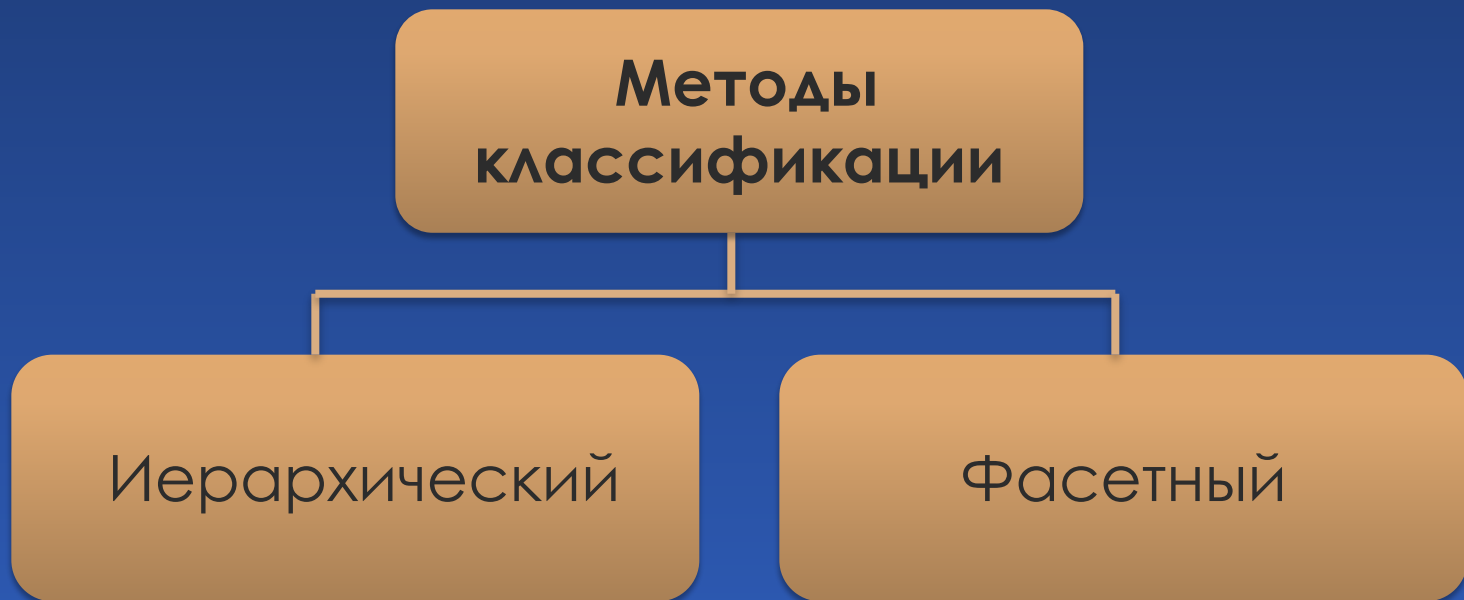 Методы
классификации
Иерархический
Фасетный